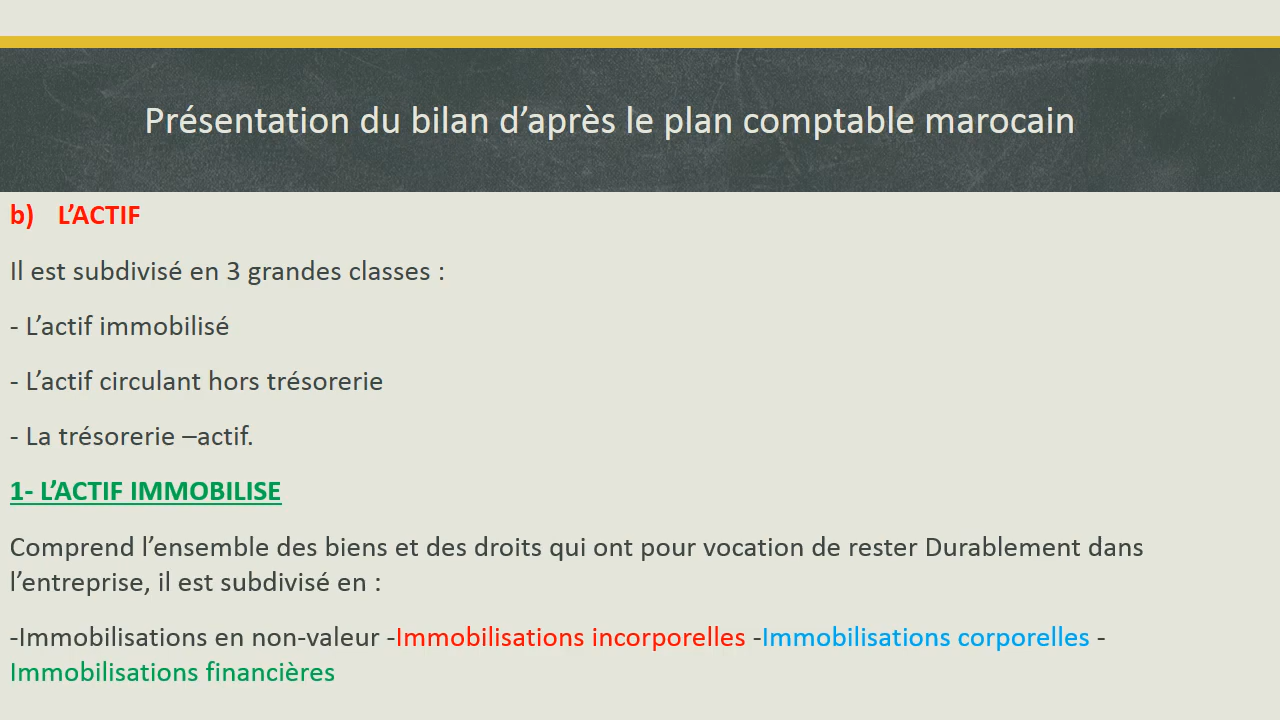 Présentation du bilan d’après le plan comptable marocain
b) L’ACTIF
Il est subdivisé en 3 grandes classes :
- L’actif immobilisé
- L’actif circulant hors trésorerie
- La trésorerie –actif.
1- L’ACTIF IMMOBILISE
Comprend l’ensemble des biens et des droits qui ont pour vocation de rester Durablement dans
l’entreprise, il est subdivisé en :
-Immobilisations en non-valeur -Immobilisations incorporelles -Immobilisations corporelles -
Immobilisations financières